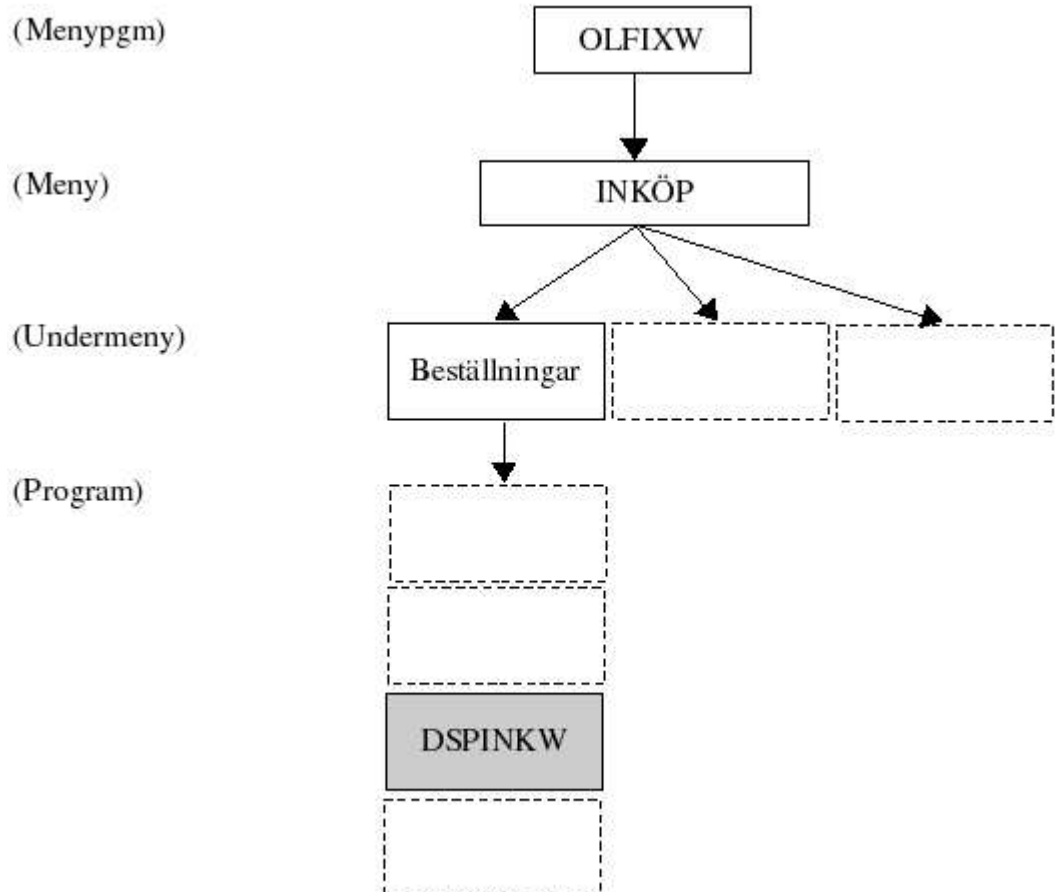 (Menypgm)
OLFIXW
(Meny)
INKÖP
(Undermeny)
Beställningar
(Program)
DSPINKW